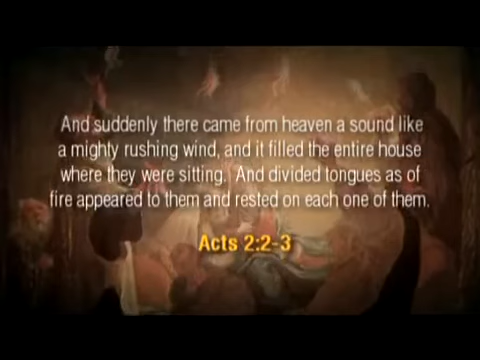 And suddenly there came from heaven a sound like
a mighty rushing wind, and it filled the entire house
where they were sitting. And divided tongues as of
fire appeared to them and rested on each one of them.
Acts 2:2-3